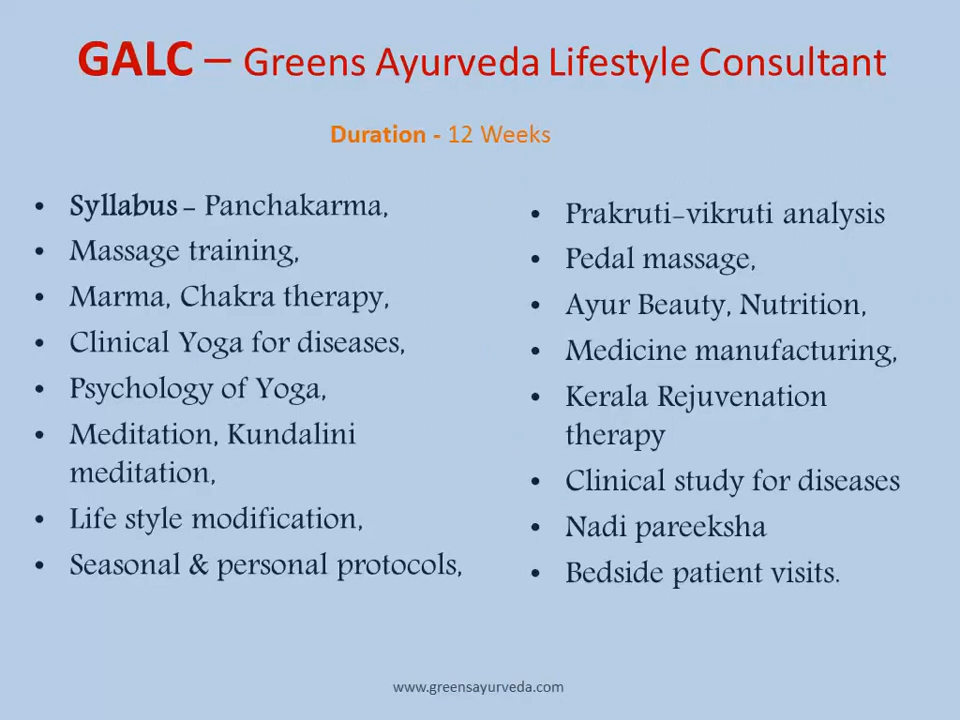 GALC – Greens Ayurveda Lifestyle Consultant
Duration - 12 Weeks
• Syllabus – Panchakarma,
• Massage training,
• Marma, Chakra therapy,
• Clinical Yoga for diseases,
• Psychology of Yoga,
• Meditation, Kundalini
meditation,
• Life style modification,
• Seasonal & personal protocols,
• Prakruti-vikruti analysis
• Pedal massage,
• Ayur Beauty, Nutrition,
• Medicine manufacturing,
• Kerala Rejuvenation
therapy
• Clinical study for diseases
• Nadi pareeksha
• Bedside patient visits.
www.greensayurveda.com